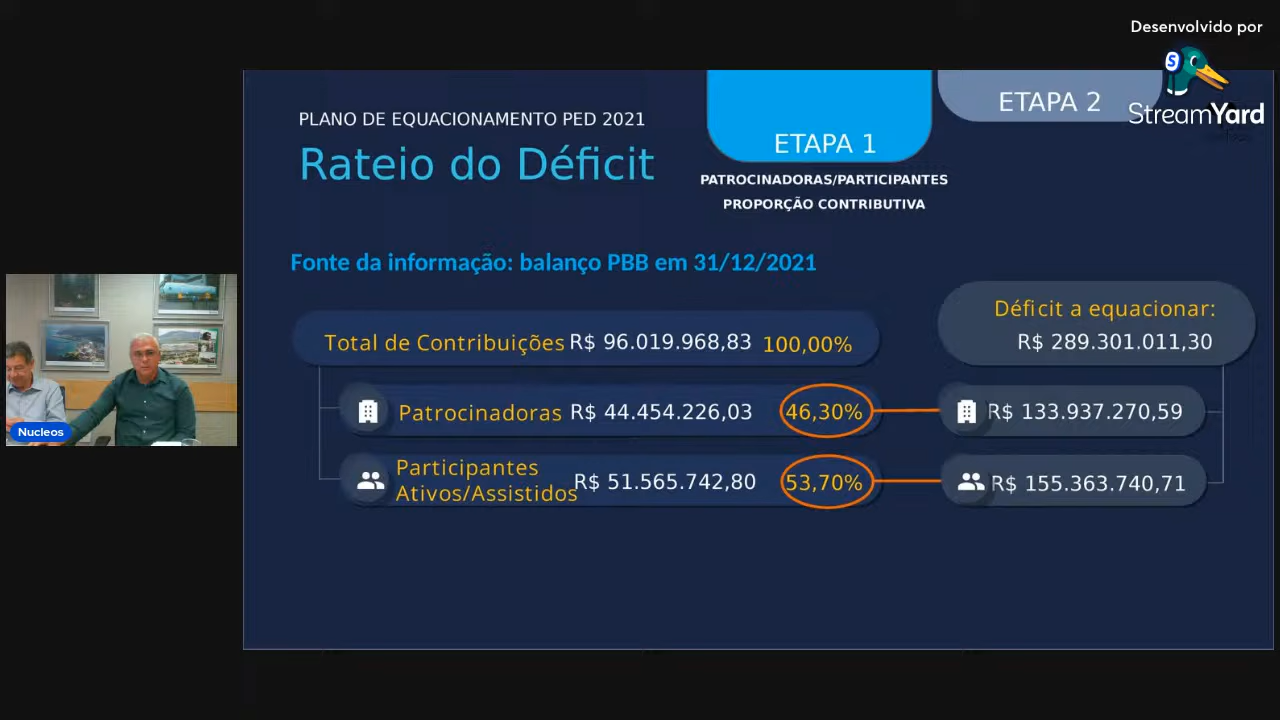 Desenvolvido por
StreamYard
PLANO DE EQUACIONAMENTO PED 2021
Rateio do Déficit
ETAPA 1
ETAPA 2
PATROCINADORAS/PARTICIPANTES
PROPORÇÃO CONTRIBUTIVA
Fonte da informação: balanço PBB em 31/12/2021
Total de Contribuições R$ 96.019.968,83 100,00%
Déficit a equacionar:
R$ 289.301.011,30
Patrocinadoras R$ 44.454.226,03 46,30% R$ 133.937.270,59
Participantes
Ativos/Assistidos R$ 51.565.742,80 53,70% R$ 155.363.740,71
Nucleos